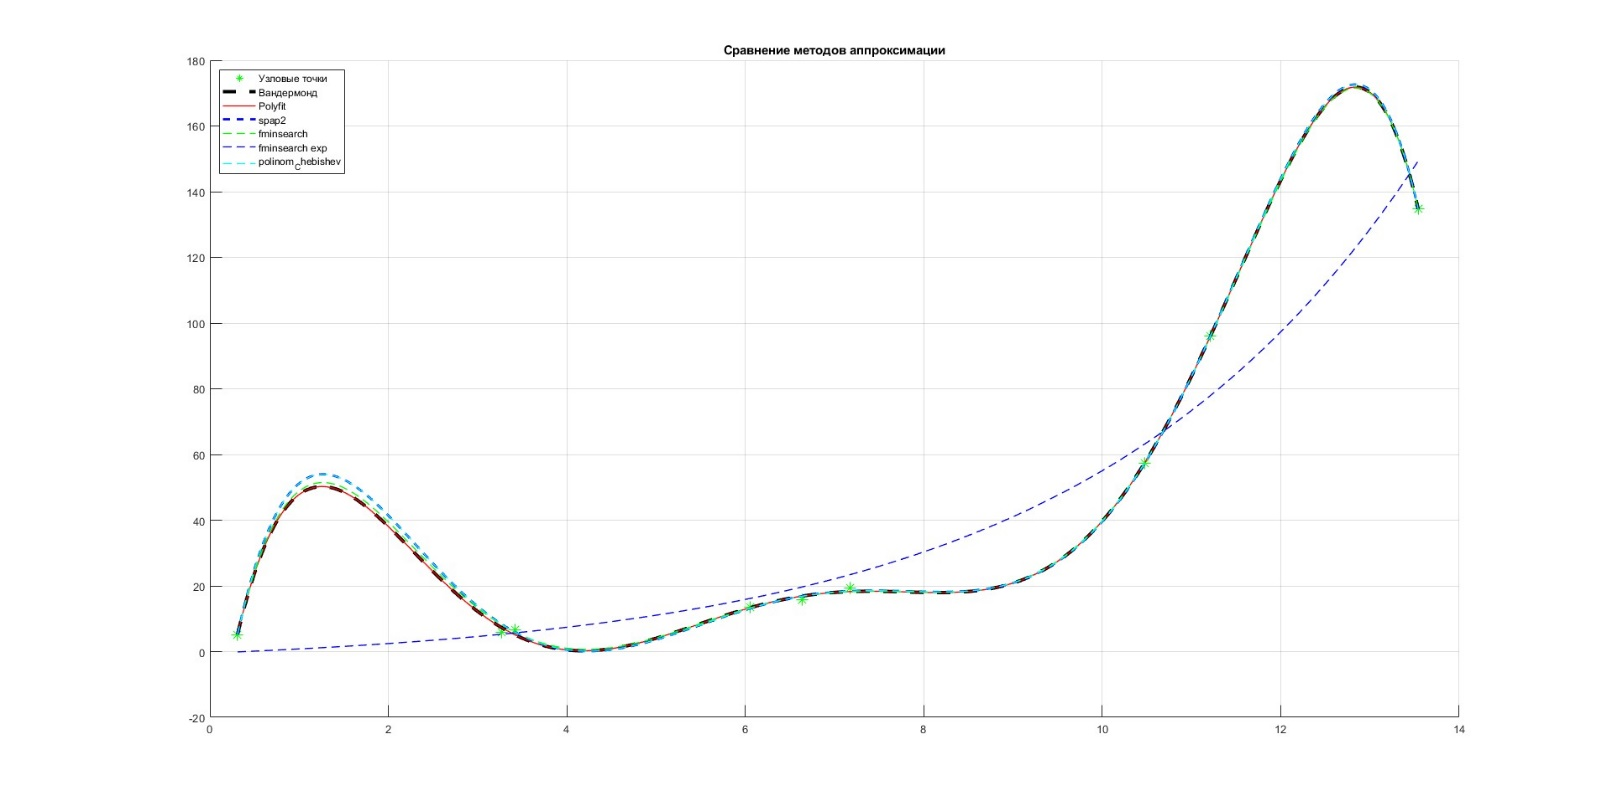 Сравнение методов аппроксимации
180
160
140
120
100
80
60
40
20
0
-20
Узловые точки
Вандермонд
Polyfit
spap2
fminsearch
fminsearch exp
polinomChebishev
0 2 4 6 8 10 12 14